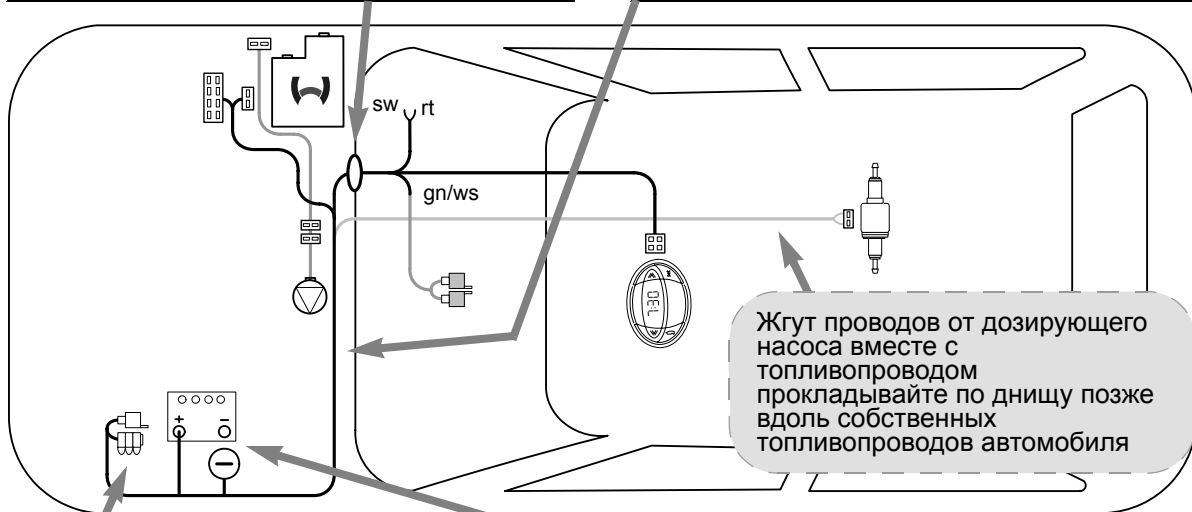 sw rt
gn/ws
Жгут проводов от дозирующего
насоса вместе с
топливопроводом
прокладывайте по днищу позже
вдоль собственных
топливопроводов автомобиля
+ −